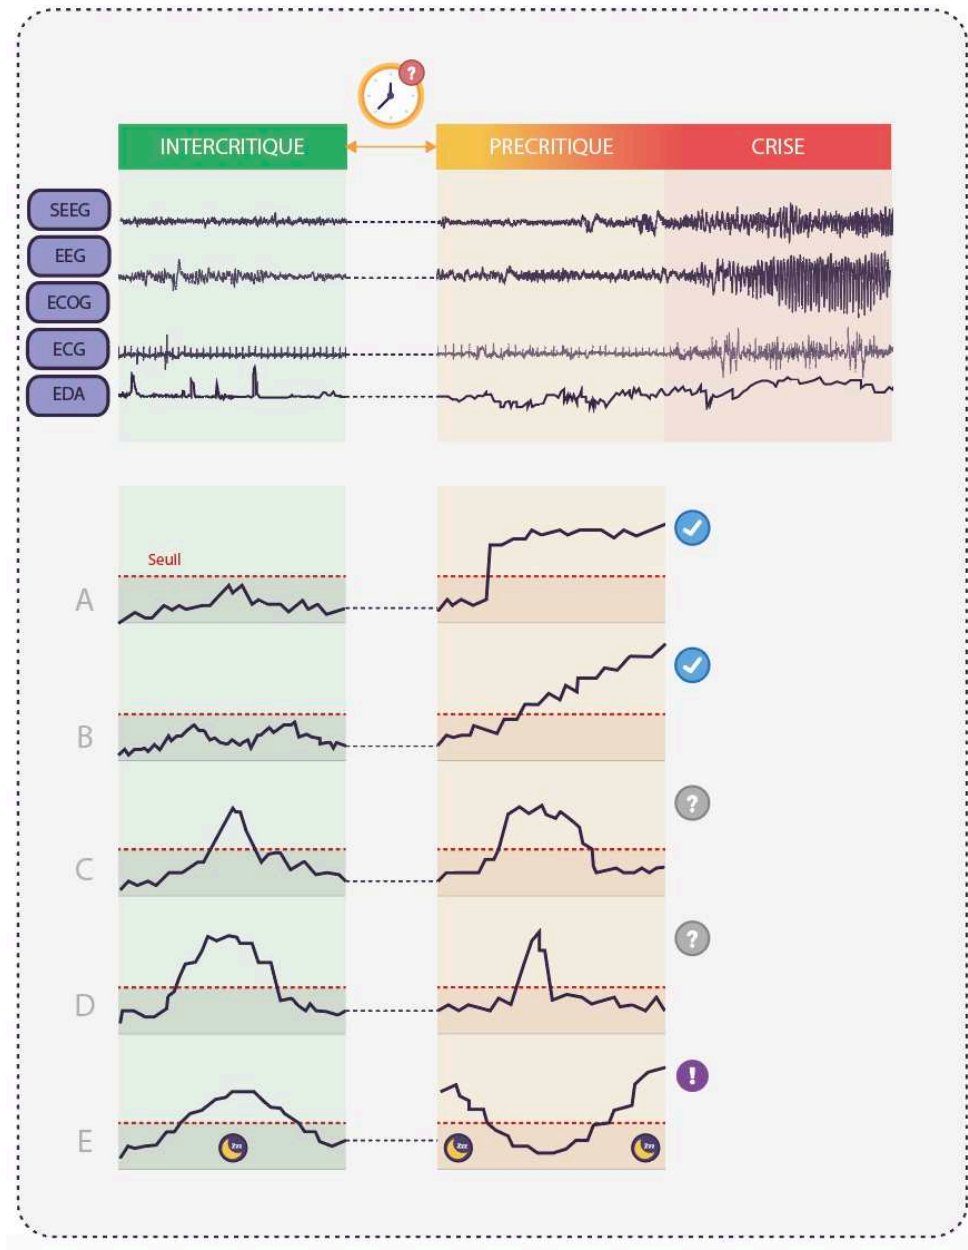 ?
INTERCRITIQUE
PRECRITIQUE
CRISE
SEEG
EEG
ECOG
ECG
EDA
Seuil
A
B
C
?
D
?
E
!